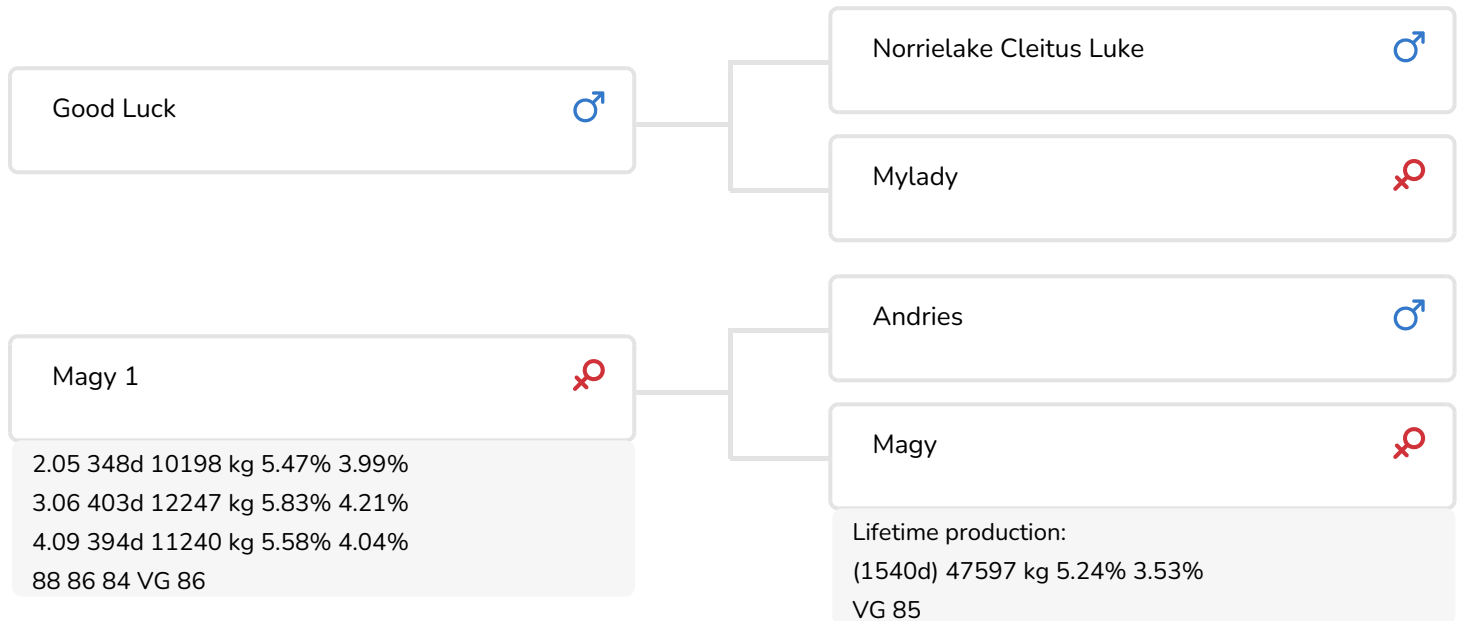 Norrielake Cleitus Luke
Good Luck
Mylady
Andries
Magy 1
2.05 348d 10198 kg 5.47% 3.99%
3.06 403d 12247 kg 5.83% 4.21%
4.09 394d 11240 kg 5.58% 4.04%
88 86 84 VG 86
Magy
Lifetime production:
(1540d) 47597 kg 5.24% 3.53%
VG 85